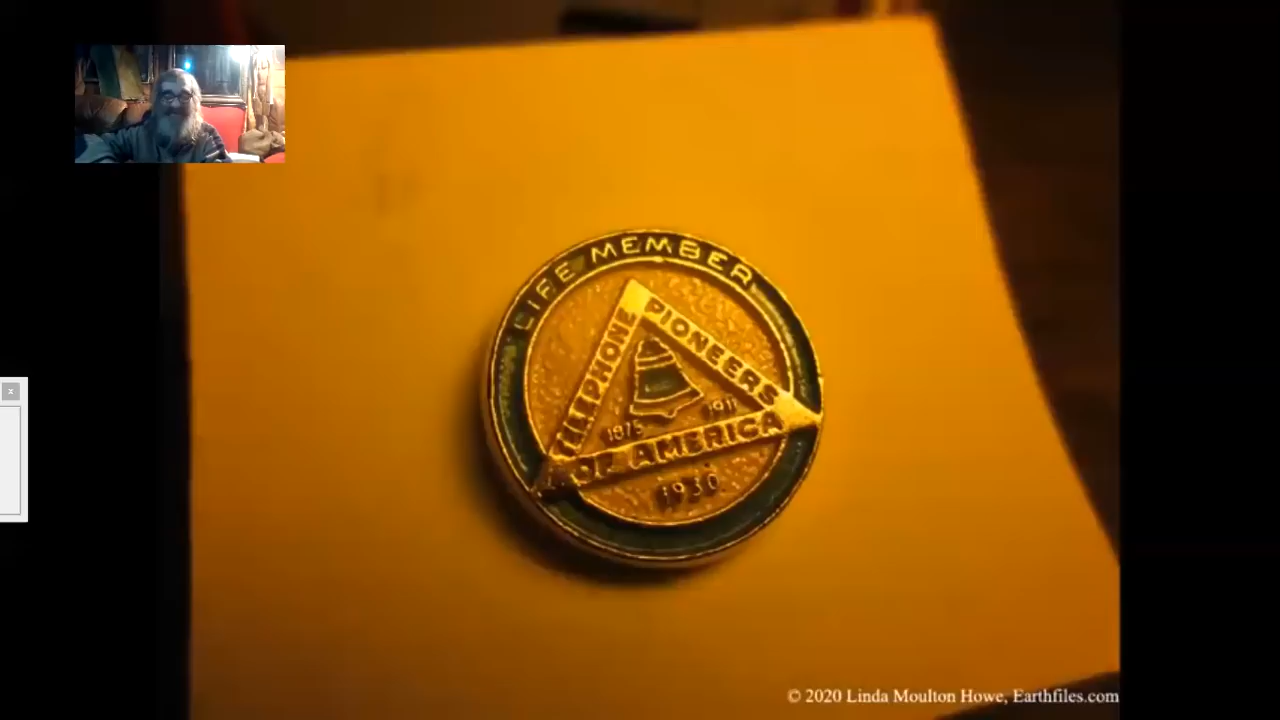 LIFE MEMBER
TELEPHONE
PIONEERS
OF AMERICA
1875
1911
1930
© 2020 Linda Moulton Howe, Earthfiles.com